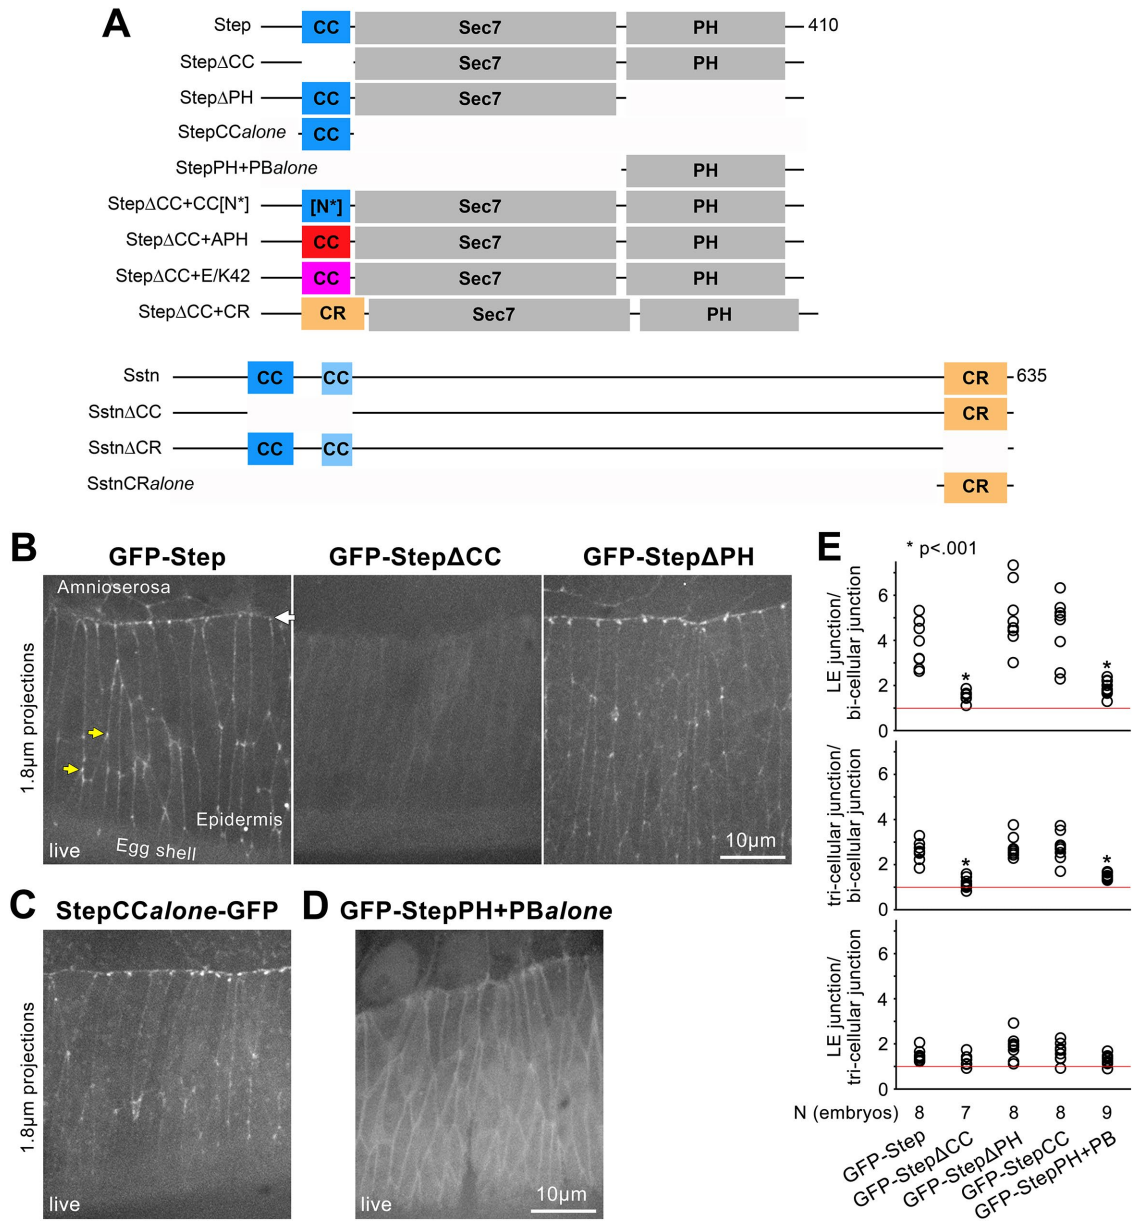 A
Step CC Sec7 PH 410
StepΔCC Sec7 PH
StepΔPH CC Sec7
StepCCalone CC
StepPH+PBalone PH
StepΔCC+CC[N*] [N*] Sec7 PH
StepΔCC+APH CC Sec7 PH
StepΔCC+E/K42 CC Sec7 PH
StepΔCC+CR CR Sec7 PH
Sstn CC CC CR 635
SstnΔCC CR
SstnΔCR CC CC
SstnCRalone CR
B
GFP-Step GFP-StepΔCC GFP-StepΔPH
1.8µm projections
Amnioserosa
Epidermis
Egg shell
live
10µm
C
StepCCalone-GFP
1.8µm projections
live
D
GFP-StepPH+PBalone
live
10µm
E
* p<.001
LE junction/
bi-cellular junction
6
4
2
0
*
*
tri-cellular junction/
bi-cellular junction
6
4
2
0
*
*
LE junction/
tri-cellular junction
6
4
2
0
N (embryos) 8 7 8 8 9
GFP-Step
GFP-StepΔCC
GFP-StepΔPH
GFP-StepCC
GFP-StepPH+PB